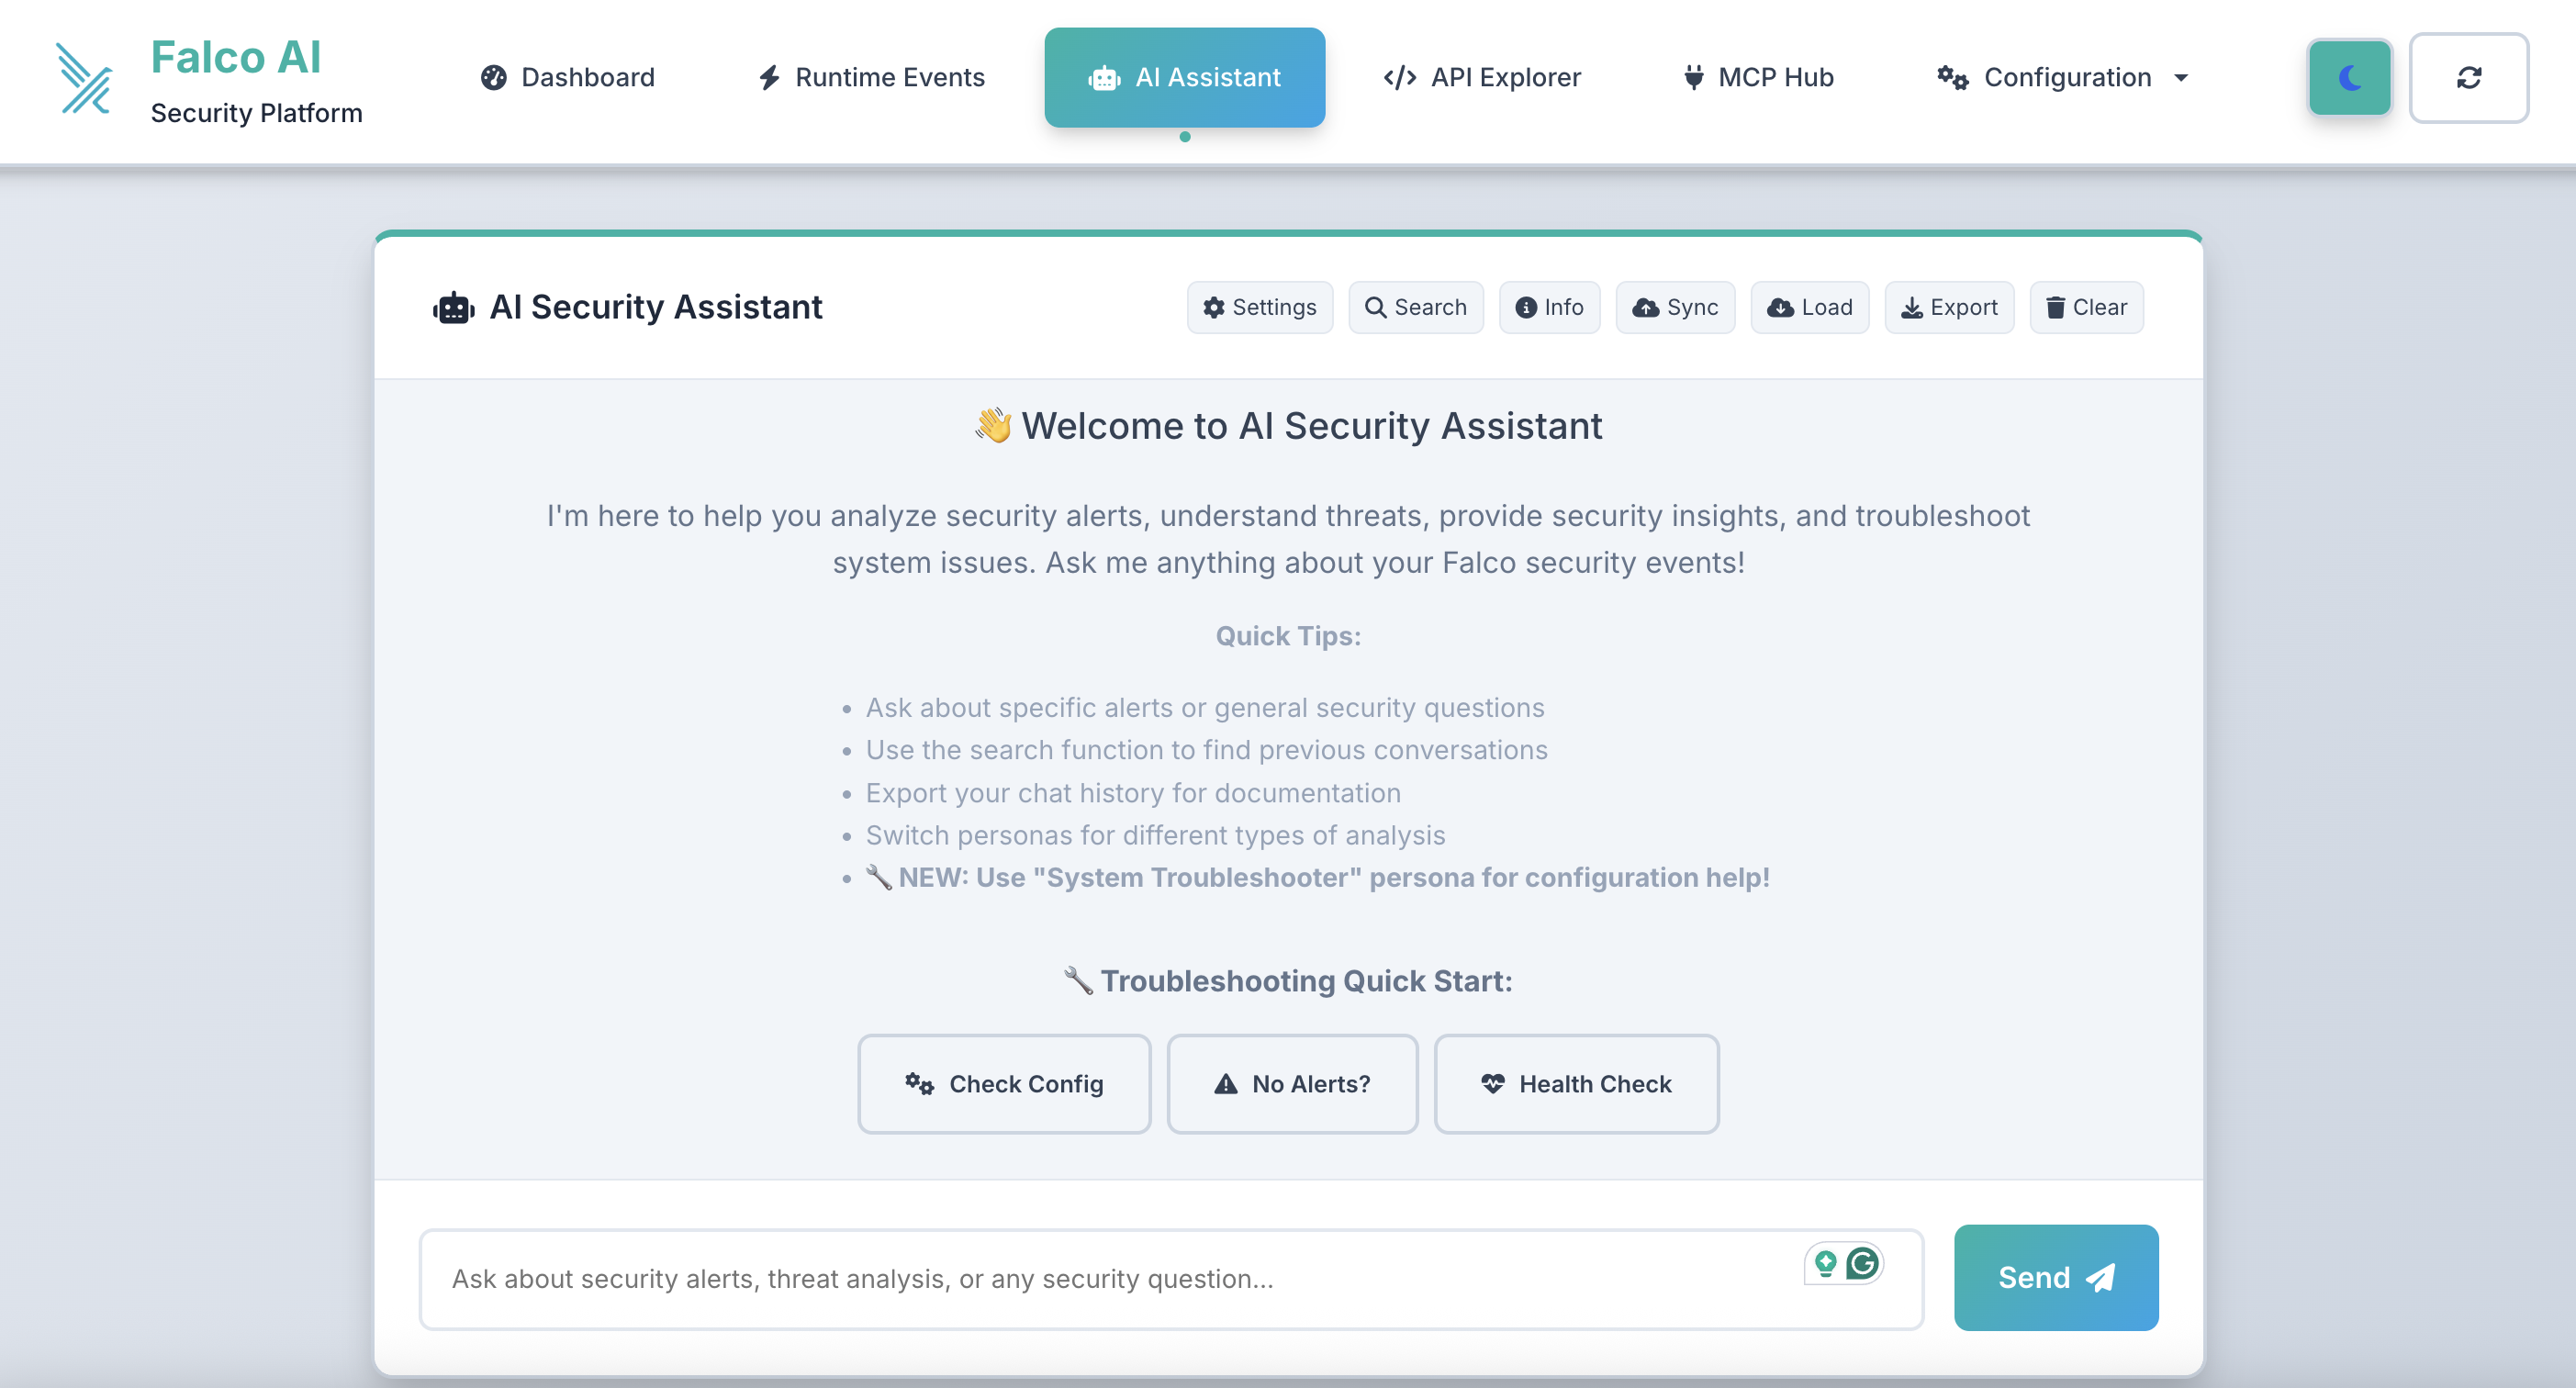 Falco AI
Security Platform
Dashboard
Runtime Events
AI Assistant
API Explorer
MCP Hub
Configuration
AI Security Assistant
Settings
Search
Info
Sync
Load
Export
Clear
👋 Welcome to AI Security Assistant
I'm here to help you analyze security alerts, understand threats, provide security insights, and troubleshoot
system issues. Ask me anything about your Falco security events!
Quick Tips:
• Ask about specific alerts or general security questions
• Use the search function to find previous conversations
• Export your chat history for documentation
• Switch personas for different types of analysis
• 🔧 NEW: Use "System Troubleshooter" persona for configuration help!
🔧 Troubleshooting Quick Start:
Check Config
No Alerts?
Health Check
Ask about security alerts, threat analysis, or any security question...
Send